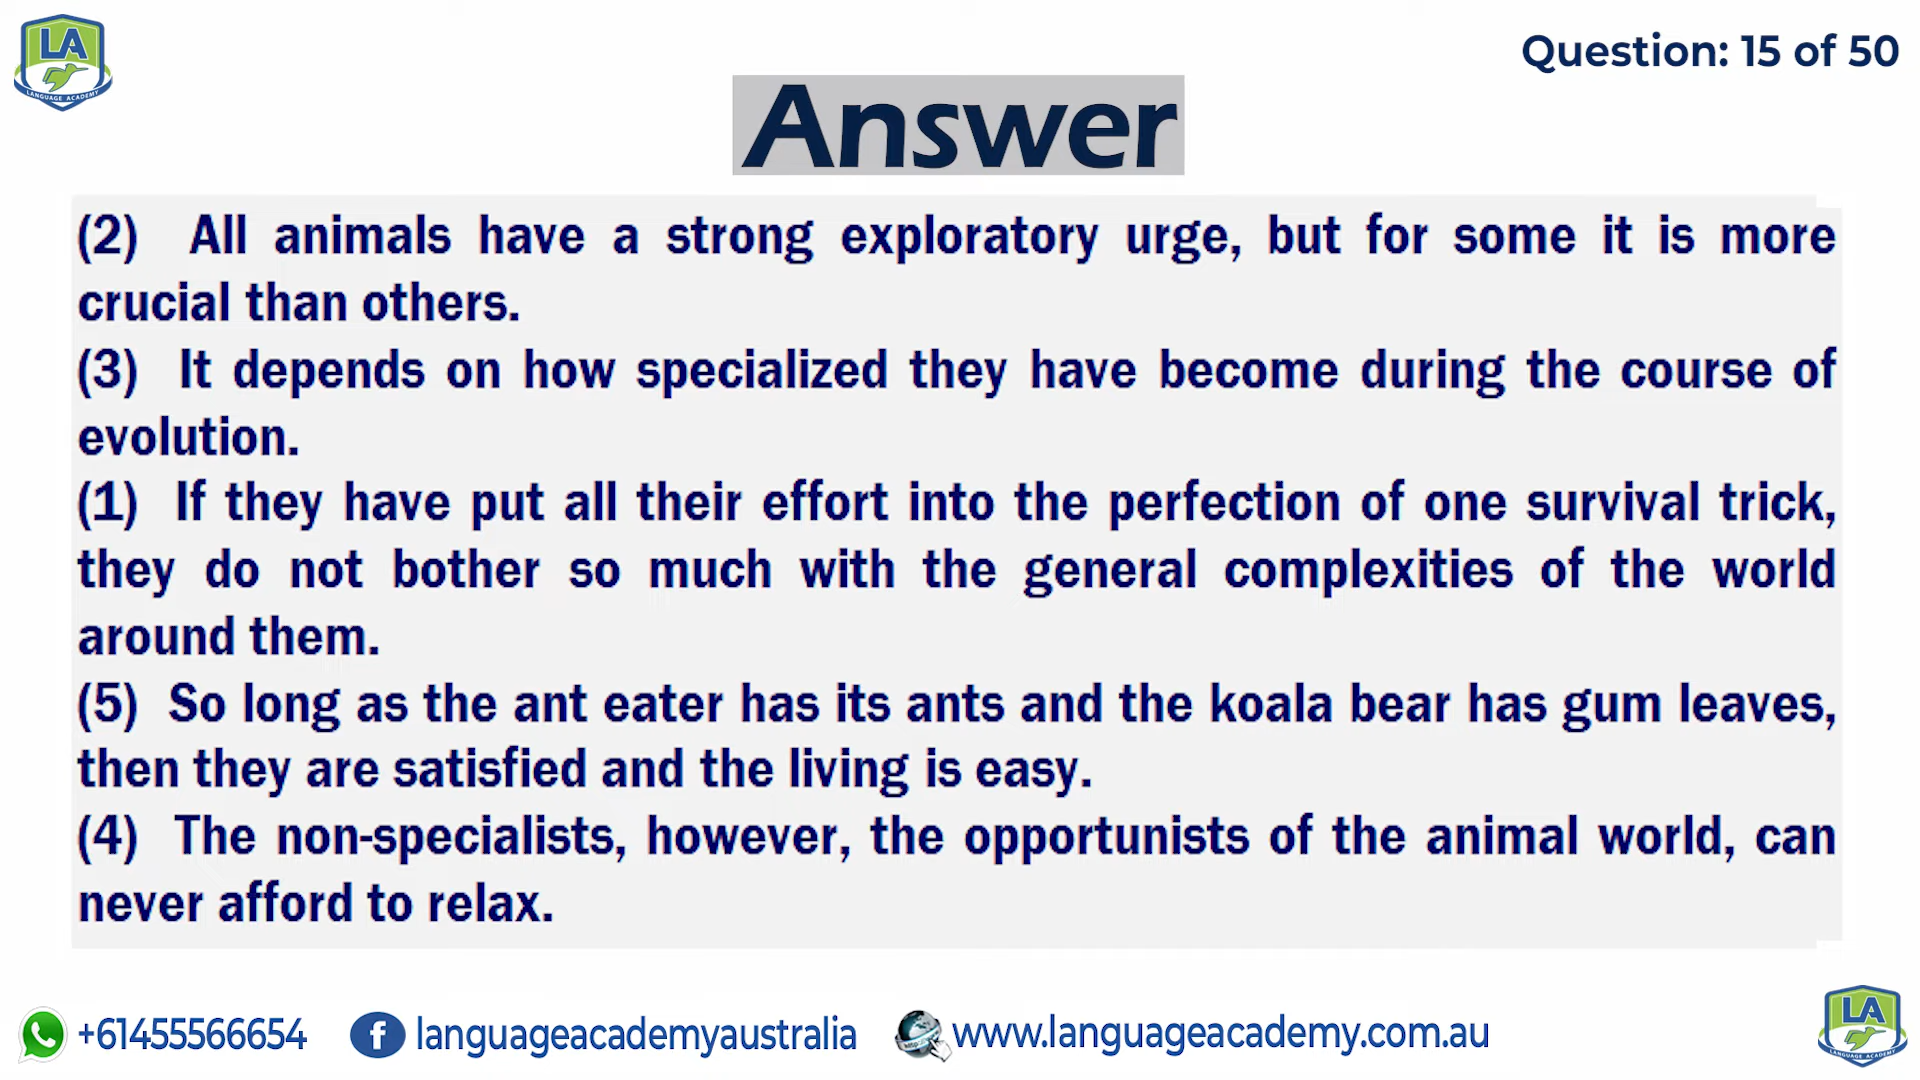 LA
LANGUAGE ACADEMY
Question: 15 of 50
Answer
(2) All animals have a strong exploratory urge, but for some it is more
crucial than others.
(3) It depends on how specialized they have become during the course of
evolution.
(1) If they have put all their effort into the perfection of one survival trick,
they do not bother so much with the general complexities of the world
around them.
(5) So long as the ant eater has its ants and the koala bear has gum leaves,
then they are satisfied and the living is easy.
(4) The non-specialists, however, the opportunists of the animal world, can
never afford to relax.
+61455566654 languageacademyaustralia www.languageacademy.com.au
LA
LANGUAGE ACADEMY